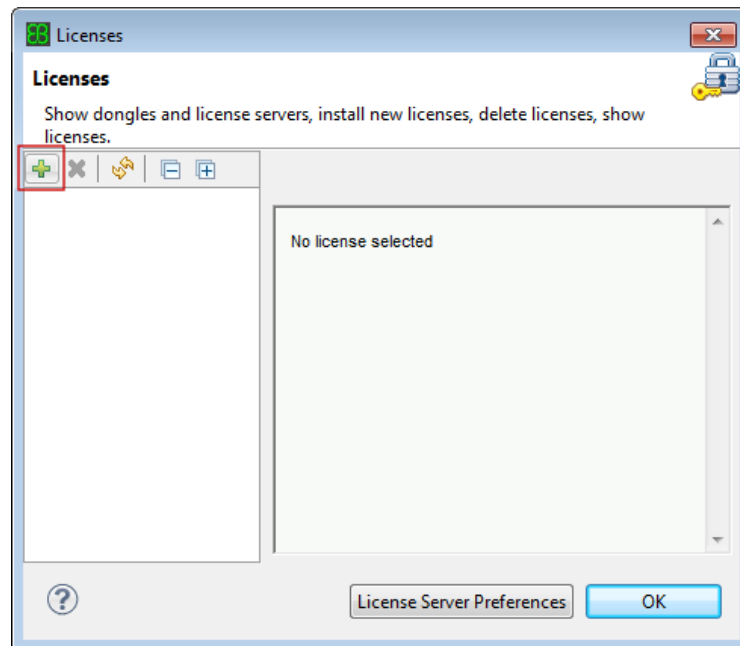 Licenses
Licenses
Show dongles and license servers, install new licenses, delete licenses, show
licenses.
No license selected
License Server Preferences
OK